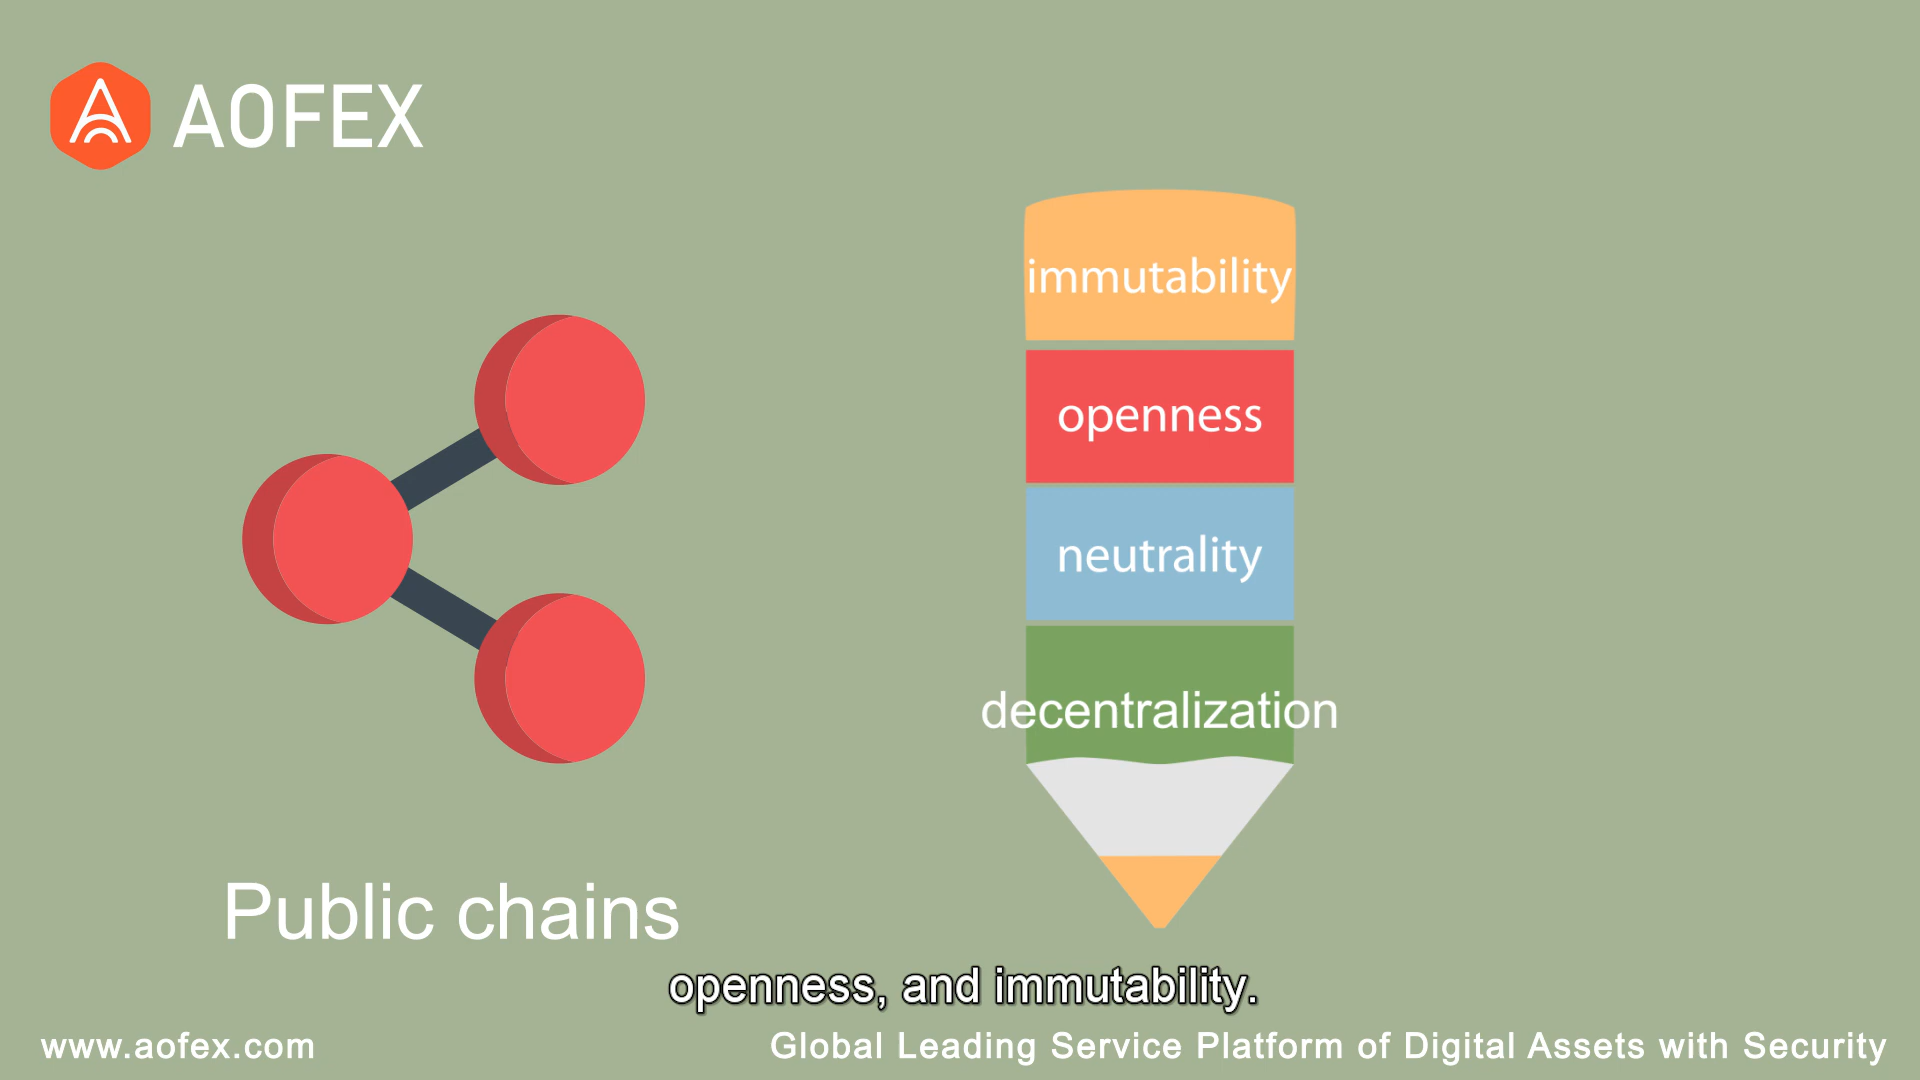 AOFEX
immutability
openness
neutrality
decentralization
Public chains
openness, and immutability.
www.aofex.com
Global Leading Service Platform of Digital Assets with Security